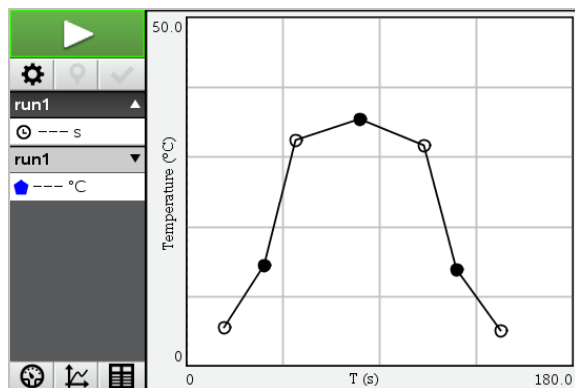 run1
--- s
run1
--- °C
50.0
Temperature (°C)
0
0
T (s)
180.0